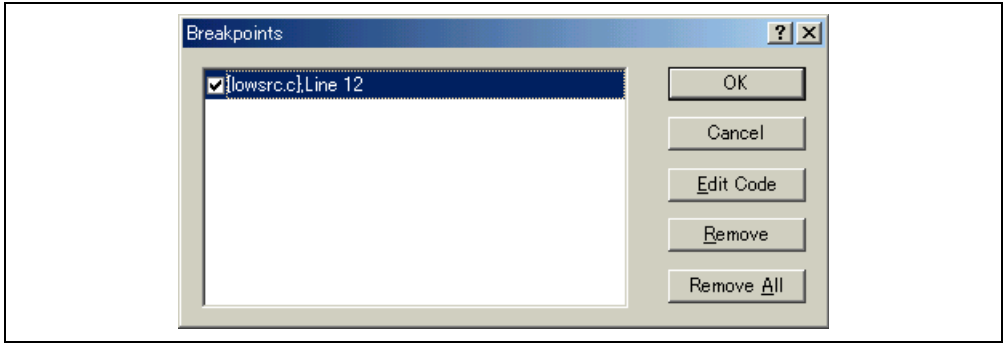 Breakpoints
{lowsrc.c},Line 12
OK
Cancel
Edit Code
Remove
Remove All